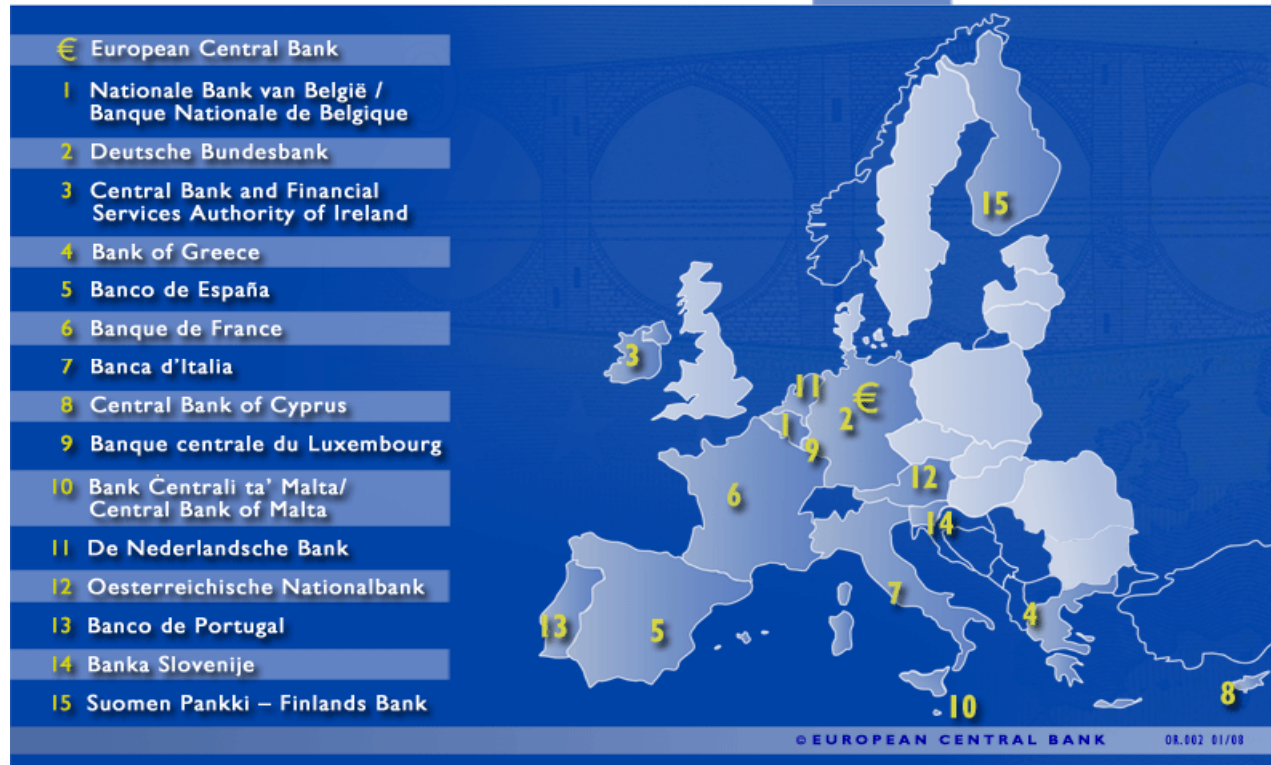 € European Central Bank
1 Nationale Bank van België /
Banque Nationale de Belgique
2 Deutsche Bundesbank
3 Central Bank and Financial
Services Authority of Ireland
4 Bank of Greece
5 Banco de España
6 Banque de France
7 Banca d'Italia
8 Central Bank of Cyprus
9 Banque centrale du Luxembourg
10 Bank Ċentrali ta' Malta/
Central Bank of Malta
11 De Nederlandsche Bank
12 Oesterreichische Nationalbank
13 Banco de Portugal
14 Banka Slovenije
15 Suomen Pankki – Finlands Bank
15
3
11
€
2
1
9
12
6
14
7
4
13
5
8
10
© EUROPEAN CENTRAL BANK OR.002 01/08